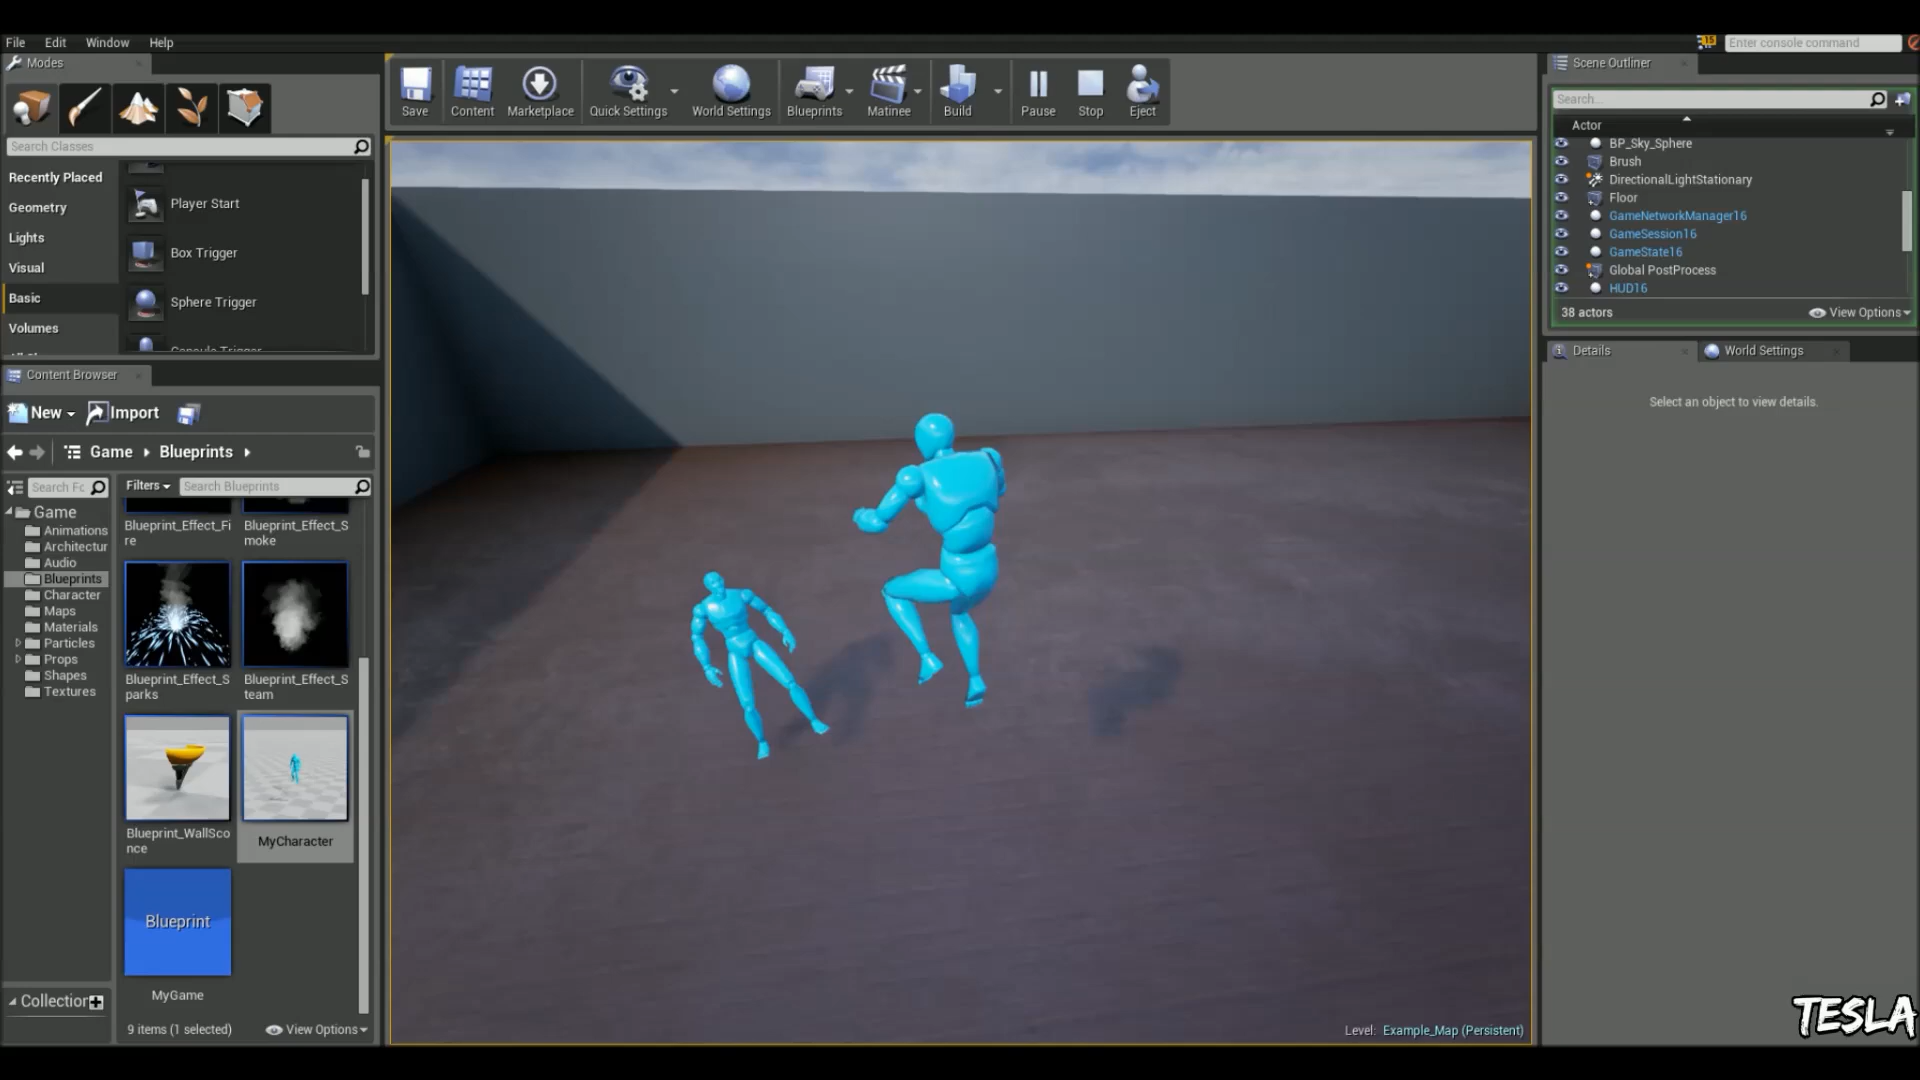 File Edit Window Help
15 Enter console command
Modes
Save Content Marketplace Quick Settings World Settings Blueprints Matinee Build Pause Stop Eject
Search Classes
Recently Placed
Geometry
Lights
Visual
Basic
Volumes
Player Start
Box Trigger
Sphere Trigger
Capsule Trigger
Content Browser
New Import
Game Blueprints
Search Fc
Filters Search Blueprints
Game
Animations
Architectur
Audio
Blueprints
Character
Maps
Materials
Particles
Props
Shapes
Textures
Collection
Blueprint_Effect_Fi
re
Blueprint_Effect_S
moke
Blueprint_Effect_S
parks
Blueprint_Effect_S
team
Blueprint_WallSco
nce
MyCharacter
Blueprint
MyGame
9 items (1 selected) View Options
Level: Example_Map (Persistent)
Scene Outliner
Search...
Actor
BP_Sky_Sphere
Brush
DirectionalLightStationary
Floor
GameNetworkManager16
GameSession16
GameState16
Global PostProcess
HUD16
38 actors View Options
Details World Settings
Select an object to view details.
TESLA